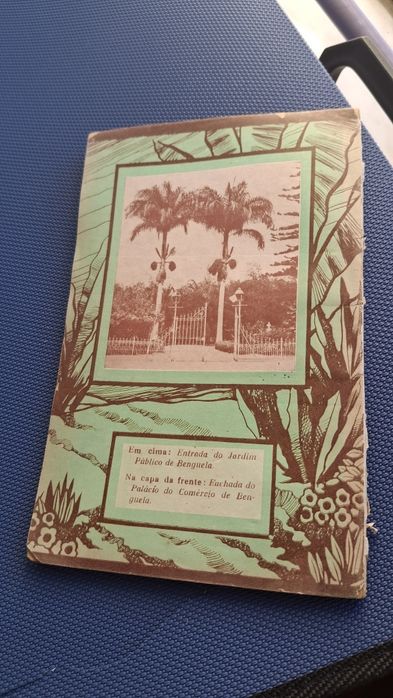 Em cima: Entrada do Jardim
Público de Benguela.
Na capa da frente: Fachada do
Palácio do Comércio de Ben-
guela.